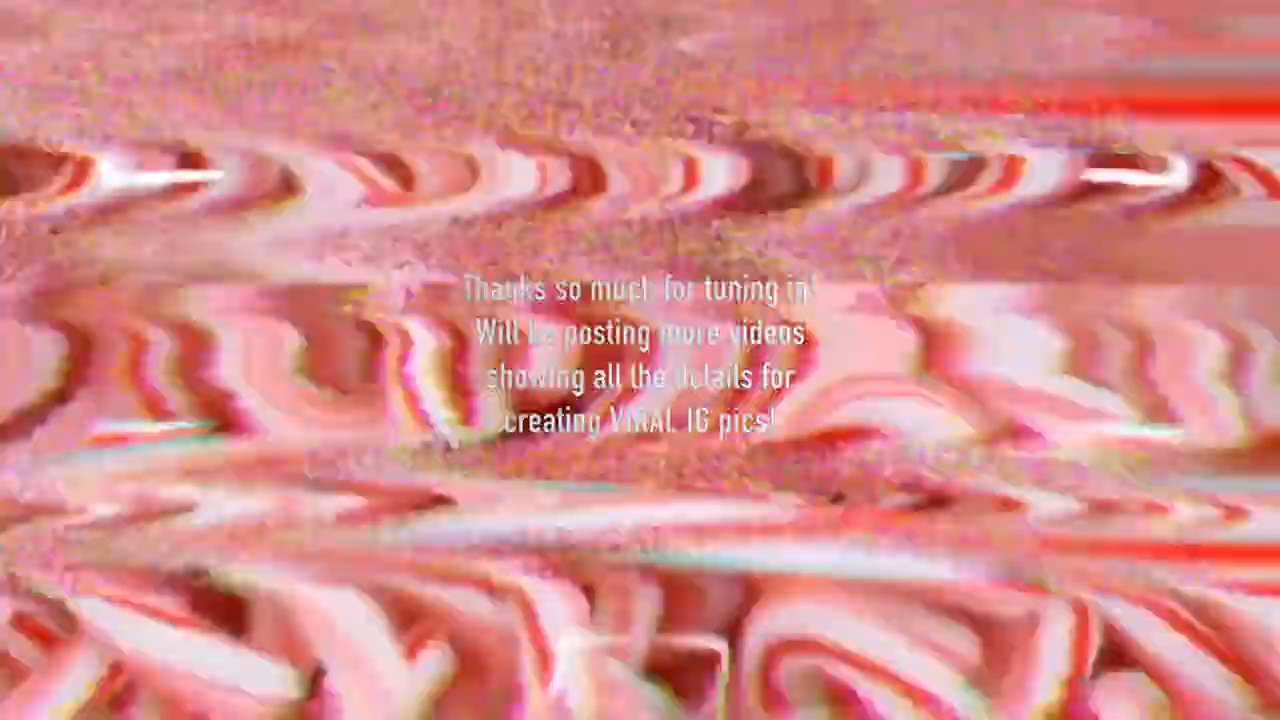 Thanks so much for tuning in!
Will be posting more videos
showing all the details for
creating VIRAL IG pics!